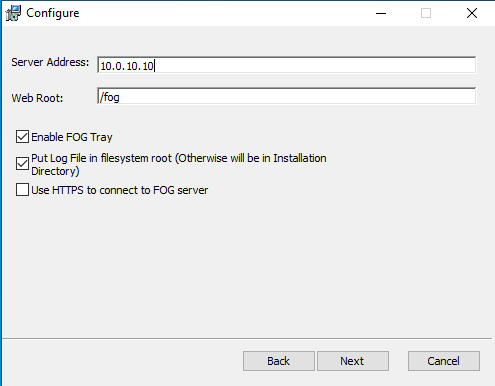 Configure
Server Address: 10.0.10.10
Web Root: /fog
Enable FOG Tray
Put Log File in filesystem root (Otherwise will be in Installation
Directory)
Use HTTPS to connect to FOG server
Back Next Cancel